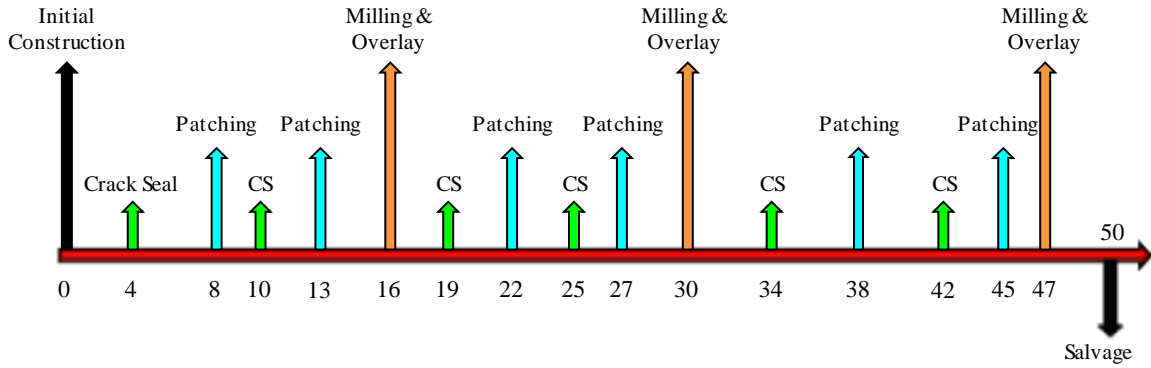 Initial
Construction
Milling &
Overlay
Milling &
Overlay
Milling &
Overlay
Patching
Patching
Patching
Patching
Patching
Patching
Crack Seal
CS
CS
CS
CS
CS
50
0 4 8 10 13 16 19 22 25 27 30 34 38 42 45 47
Salvage